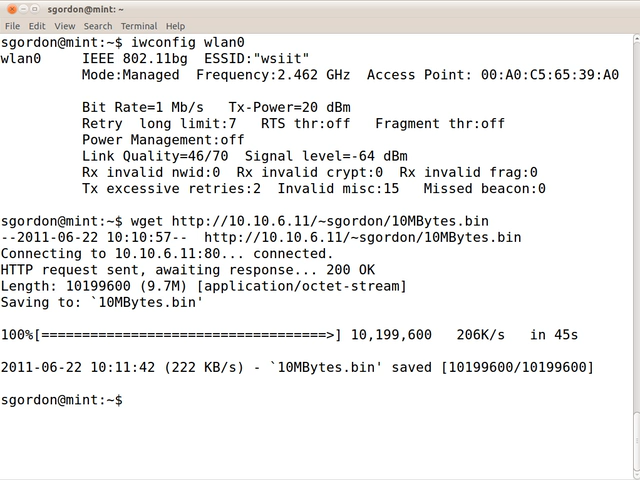 sgordon@mint: ~
File Edit View Search Terminal Help
sgordon@mint:~$ iwconfig wlan0
wlan0     IEEE 802.11bg  ESSID:"wsiit"
          Mode:Managed  Frequency:2.462 GHz  Access Point: 00:A0:C5:65:39:A0
          Bit Rate=1 Mb/s   Tx-Power=20 dBm
          Retry  long limit:7   RTS thr:off   Fragment thr:off
          Power Management:off
          Link Quality=46/70  Signal level=-64 dBm
          Rx invalid nwid:0  Rx invalid crypt:0  Rx invalid frag:0
          Tx excessive retries:2  Invalid misc:15   Missed beacon:0
sgordon@mint:~$ wget http://10.10.6.11/~sgordon/10MBytes.bin
--2011-06-22 10:10:57--  http://10.10.6.11/~sgordon/10MBytes.bin
Connecting to 10.10.6.11:80... connected.
HTTP request sent, awaiting response... 200 OK
Length: 10199600 (9.7M) [application/octet-stream]
Saving to: `10MBytes.bin'
100%[===================================>] 10,199,600   206K/s   in 45s
2011-06-22 10:11:42 (222 KB/s) - `10MBytes.bin' saved [10199600/10199600]
sgordon@mint:~$